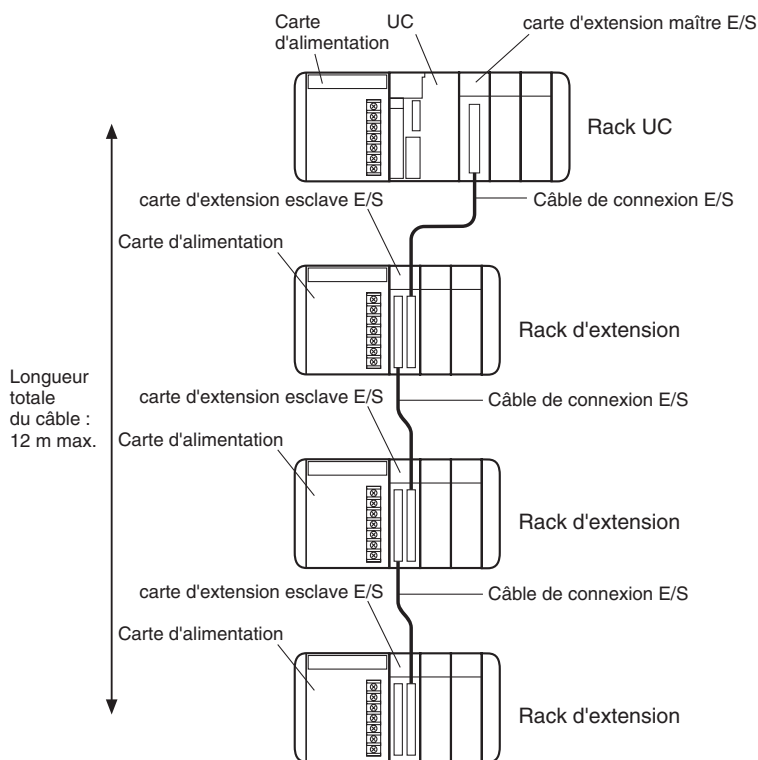 Carte
d'alimentation
UC
carte d'extension maître E/S
Rack UC
carte d'extension esclave E/S
Câble de connexion E/S
Carte d'alimentation
Rack d'extension
Longueur
totale
du câble :
12 m max.
carte d'extension esclave E/S
Câble de connexion E/S
Carte d'alimentation
Rack d'extension
carte d'extension esclave E/S
Câble de connexion E/S
Carte d'alimentation
Rack d'extension